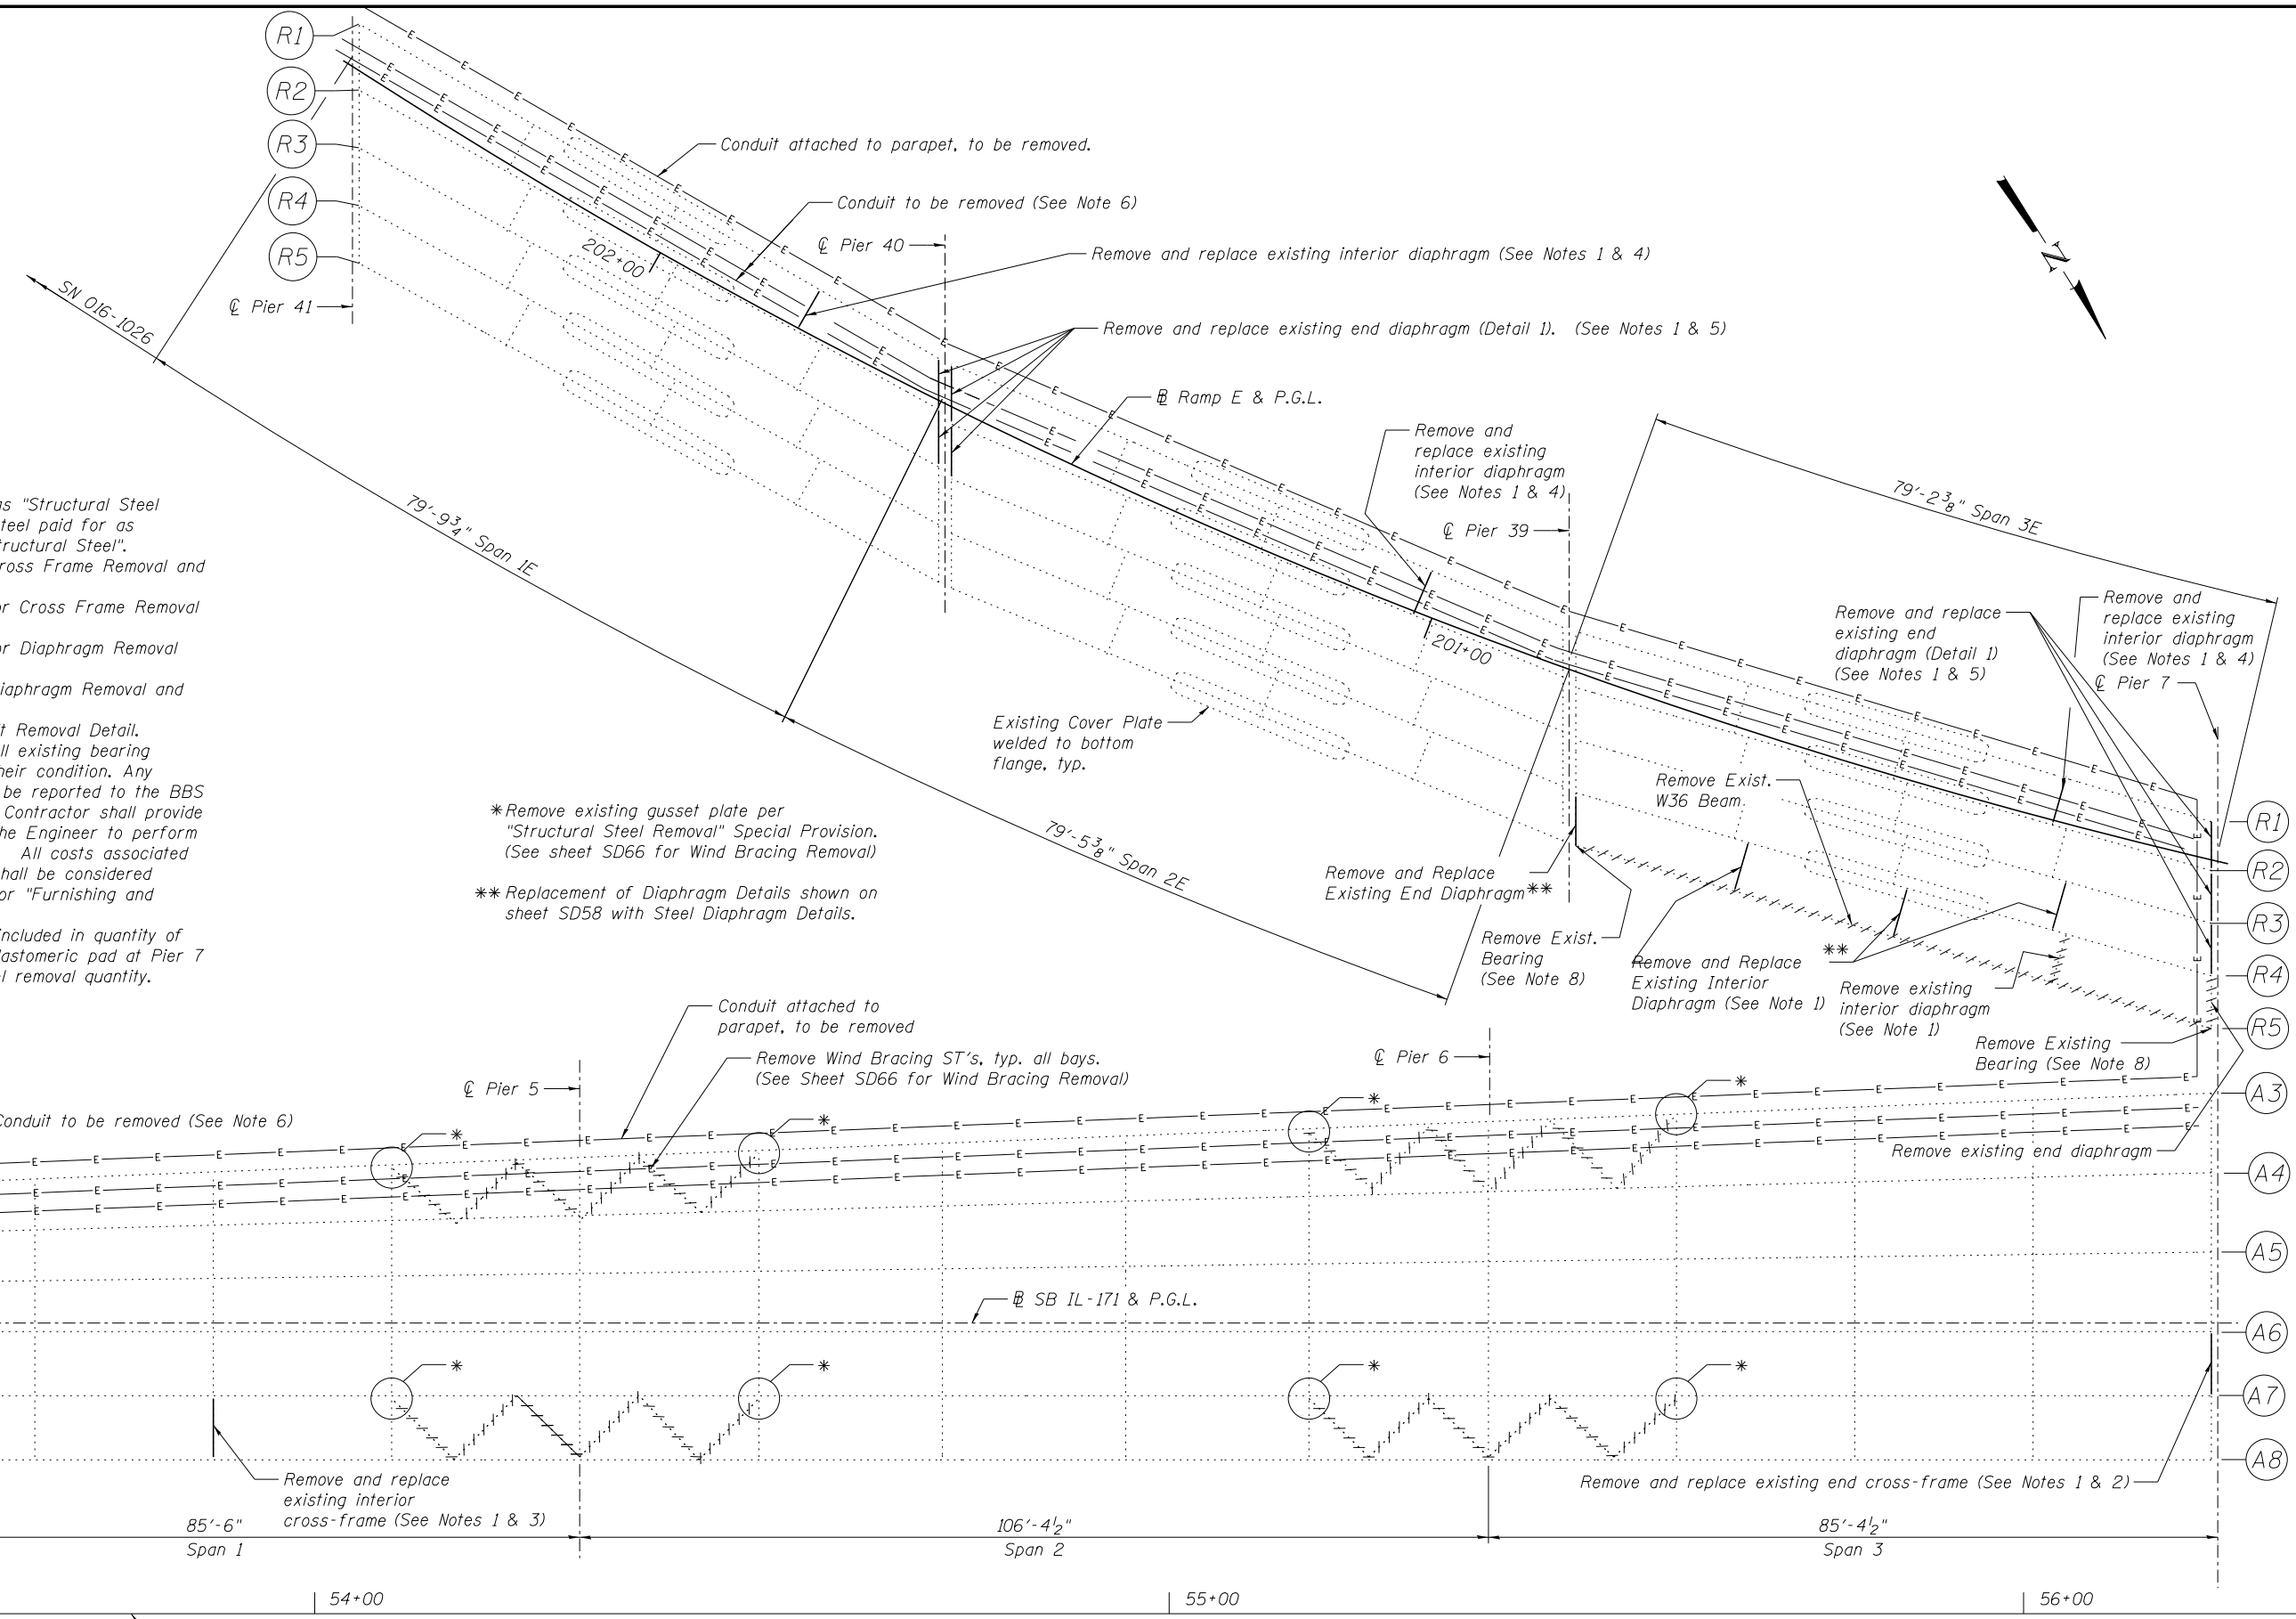 R1
R2
R3
R4
R5
℄ Pier 41
SN 016-1026
202+00
Conduit attached to parapet, to be removed.
Conduit to be removed (See Note 6)
℄ Pier 40
Remove and replace existing interior diaphragm (See Notes 1 & 4)
Remove and replace existing end diaphragm (Detail 1). (See Notes 1 & 5)
℄ Ramp E & P.G.L.
Remove and
replace existing
interior diaphragm
(See Notes 1 & 4)
℄ Pier 39
201+00
N
79'-9¾" Span 1E
79'-5⅜" Span 2E
79'-2⅜" Span 3E
Remove and replace
existing end
diaphragm (Detail 1)
(See Notes 1 & 5)
Remove and
replace existing
interior diaphragm
(See Notes 1 & 4)
℄ Pier 7
Existing Cover Plate
welded to bottom
flange, typ.
Remove Exist.
W36 Beam
R1
R2
R3
R4
R5
Remove and Replace
Existing End Diaphragm**
Remove Exist.
Bearing
(See Note 8)
**
Remove and Replace
Existing Interior
Diaphragm (See Note 1)
Remove existing
interior diaphragm
(See Note 1)
Remove Existing
Bearing (See Note 8)
Remove existing end diaphragm
as "Structural Steel
teel paid for as
tructural Steel".
ross Frame Removal and
or Cross Frame Removal
or Diaphragm Removal
iaphragm Removal and
t Removal Detail.
ll existing bearing
heir condition. Any
be reported to the BBS
Contractor shall provide
he Engineer to perform
All costs associated
hall be considered
or "Furnishing and
included in quantity of
lastomeric pad at Pier 7
l removal quantity.
*Remove existing gusset plate per
"Structural Steel Removal" Special Provision.
(See sheet SD66 for Wind Bracing Removal)
**Replacement of Diaphragm Details shown on
sheet SD58 with Steel Diaphragm Details.
Conduit attached to
parapet, to be removed
Remove Wind Bracing ST's, typ. all bays.
(See Sheet SD66 for Wind Bracing Removal)
℄ Pier 5
℄ Pier 6
Conduit to be removed (See Note 6)
* * * *
A3
A4
A5
A6
A7
A8
℄ SB IL-171 & P.G.L.
* * * *
Remove and replace
existing interior
cross-frame (See Notes 1 & 3)
Remove and replace existing end cross-frame (See Notes 1 & 2)
85'-6"
Span 1
106'-4½"
Span 2
85'-4½"
Span 3
54+00
55+00
56+00